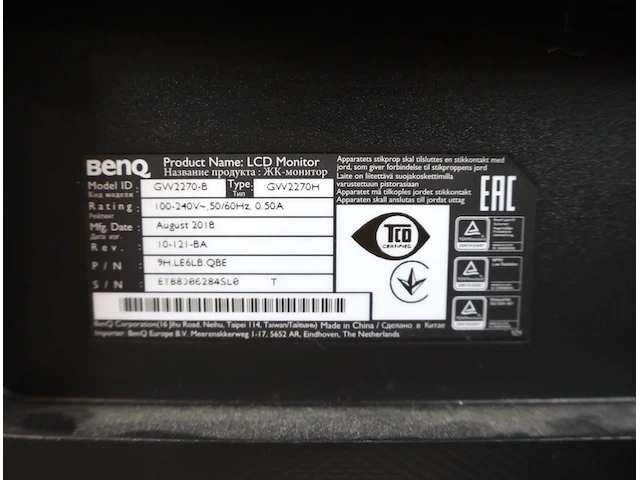 BenQ
Product Name: LCD Monitor
Название продукта : ЖК-монитор
Model ID : GW2270-B Type: GW2270H
Код модели Тип
Rating : 100-240V~,50/60Hz, 0.50A
Рейтинг
Mfd. : August 2018
Дата изг.
Rev. : 10-121-BA
P / N : 9H.LE6LB.QBE
S / N : ETB8J06284SL0 T
Apparatets stikprop skal tilsluttes en stikkontakt med
jord, som giver forbindelse til stikproppens jord
Laite on liitettävä suojakosketimilla
varustettuun pistorasiaan
Apparatet må tilkoples jordet stikkontakt
Apparaten skall anslutas till jordat uttag
EAC
TCO
CERTIFIED
BenQ Corporation(16 Jihu Road, Neihu, Taipei 114, Taiwan/Тайвань) Made in China / Сделано в Китае
Importer: BenQ Europe B.V. Meerenakkerweg 1-17, 5652 AR, Eindhoven, The Netherlands